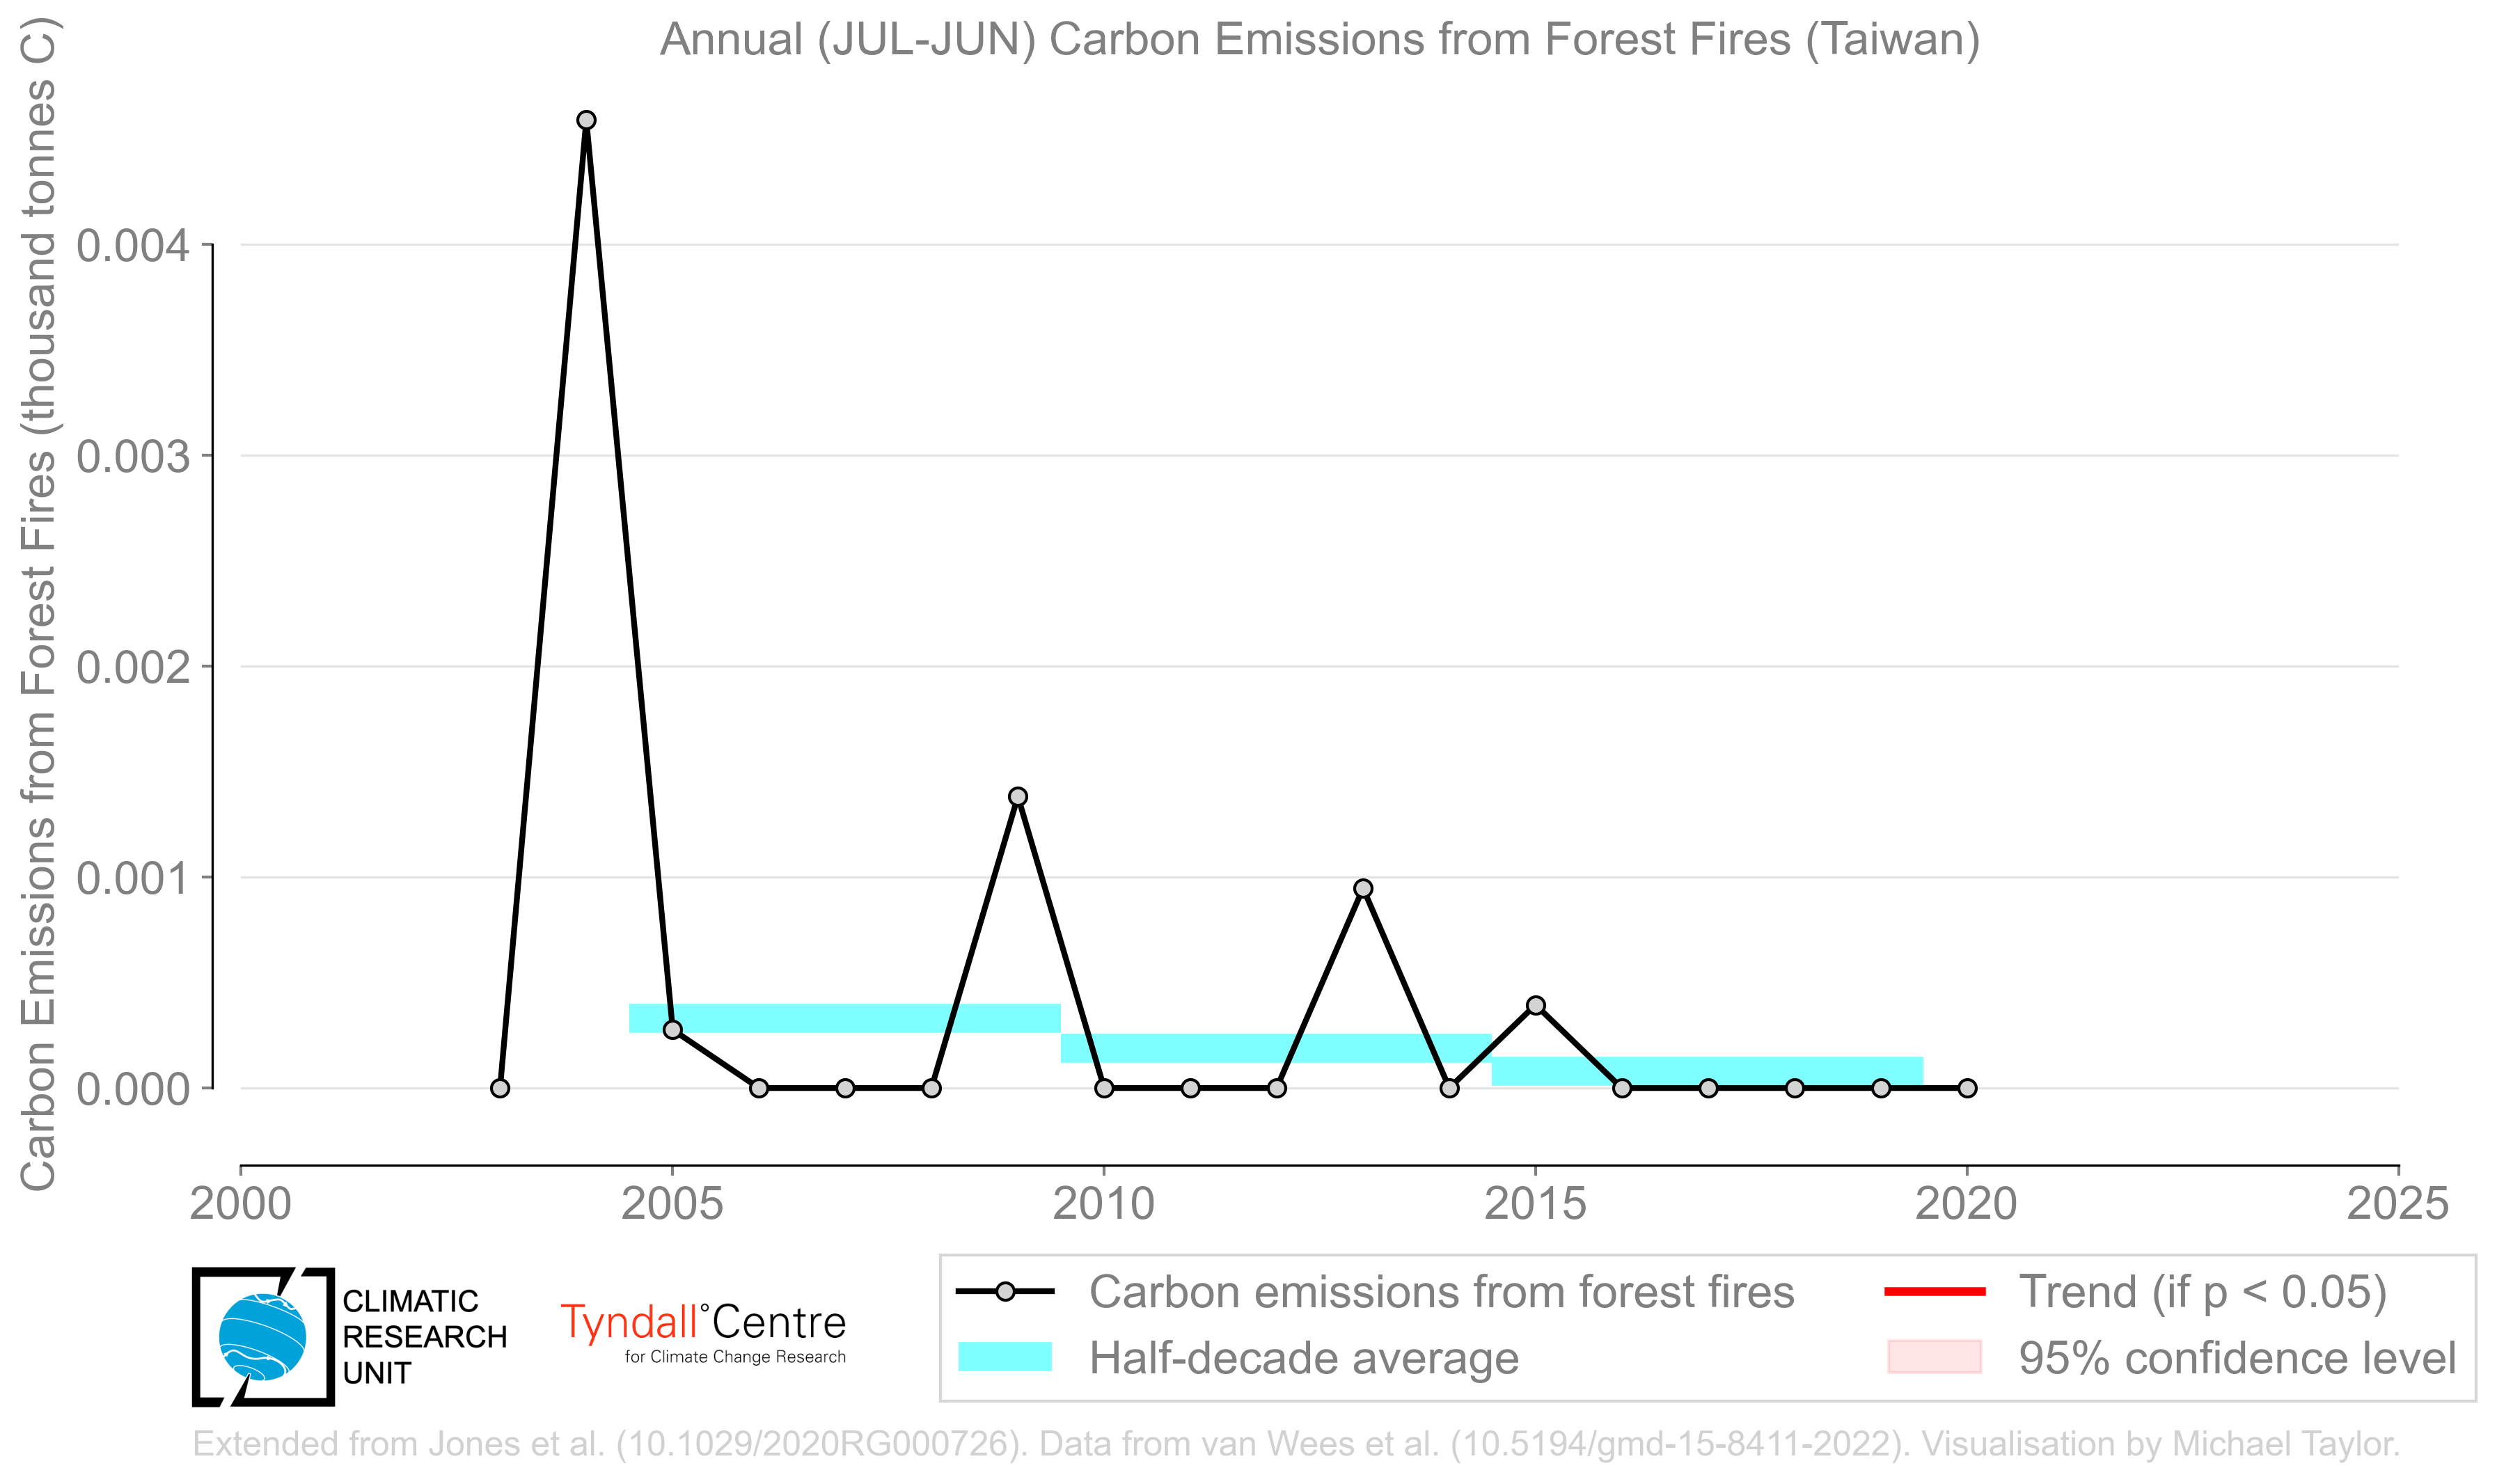 Annual (JUL-JUN) Carbon Emissions from Forest Fires (Taiwan)
Carbon Emissions from Forest Fires (thousand tonnes C)
0.004
0.003
0.002
0.001
0.000
2000 2005 2010 2015 2020 2025
CLIMATIC
RESEARCH
UNIT
Tyndall°Centre
for Climate Change Research
Carbon emissions from forest fires
Half-decade average
Trend (if p < 0.05)
95% confidence level
Extended from Jones et al. (10.1029/2020RG000726). Data from van Wees et al. (10.5194/gmd-15-8411-2022). Visualisation by Michael Taylor.